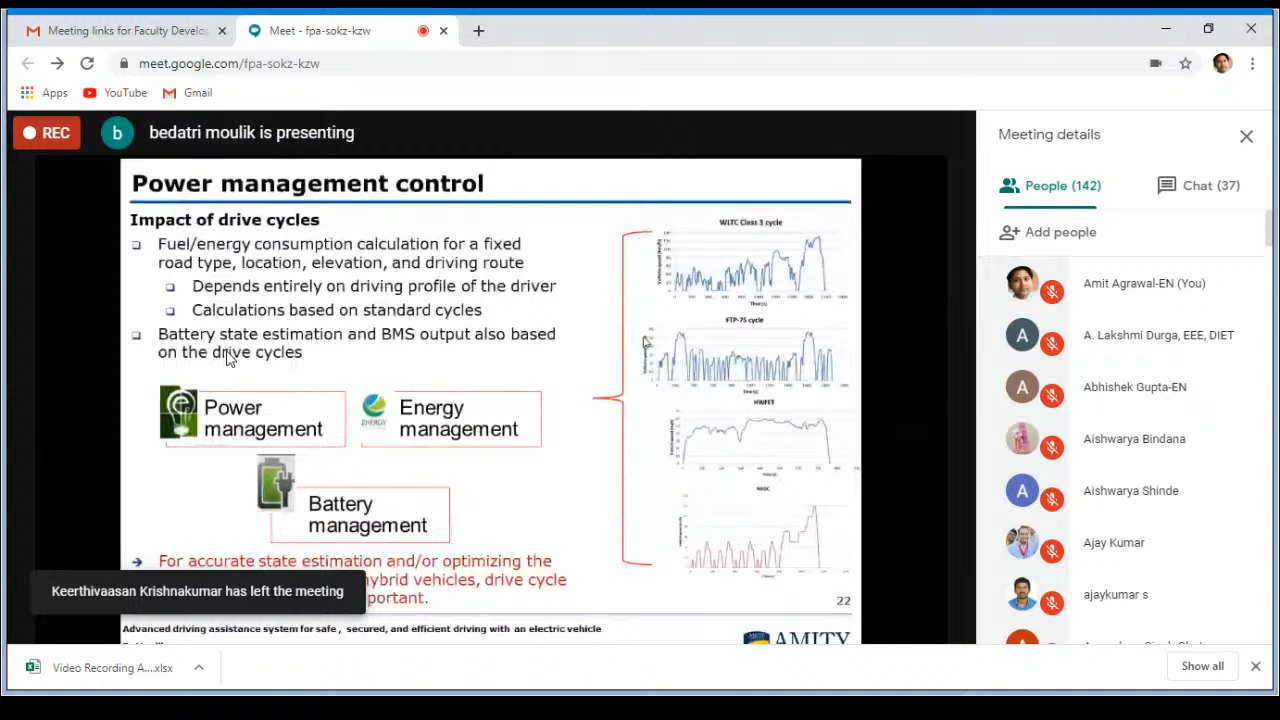 Meeting links for Faculty Develo
Meet - fpa-sokz-kzw
meet.google.com/fpa-sokz-kzw
Apps
YouTube
Gmail
REC
b
bedatri moulik is presenting
Power management control
Impact of drive cycles
Fuel/energy consumption calculation for a fixed
road type, location, elevation, and driving route
Depends entirely on driving profile of the driver
Calculations based on standard cycles
Battery state estimation and BMS output also based
on the drive cycles
Power
management
ENERGY
Energy
management
Battery
management
For accurate state estimation and/or optimizing the
hybrid vehicles, drive cycle
portant.
22
WLTC Class 3 cycle
Time(s)
FTP-75 cycle
Time(s)
HWFET
Keerthivaasan Krishnakumar has left the meeting
Advanced driving assistance system for safe, secured, and efficient driving with an electric vehicle
AMITY
Meeting details
People (142)
Chat (37)
Add people
Amit Agrawal-EN (You)
A
A. Lakshmi Durga, EEE, DIET
A
Abhishek Gupta-EN
Aishwarya Bindana
A
Aishwarya Shinde
Ajay Kumar
ajaykumar s
Video Recording A....xlsx
Show all